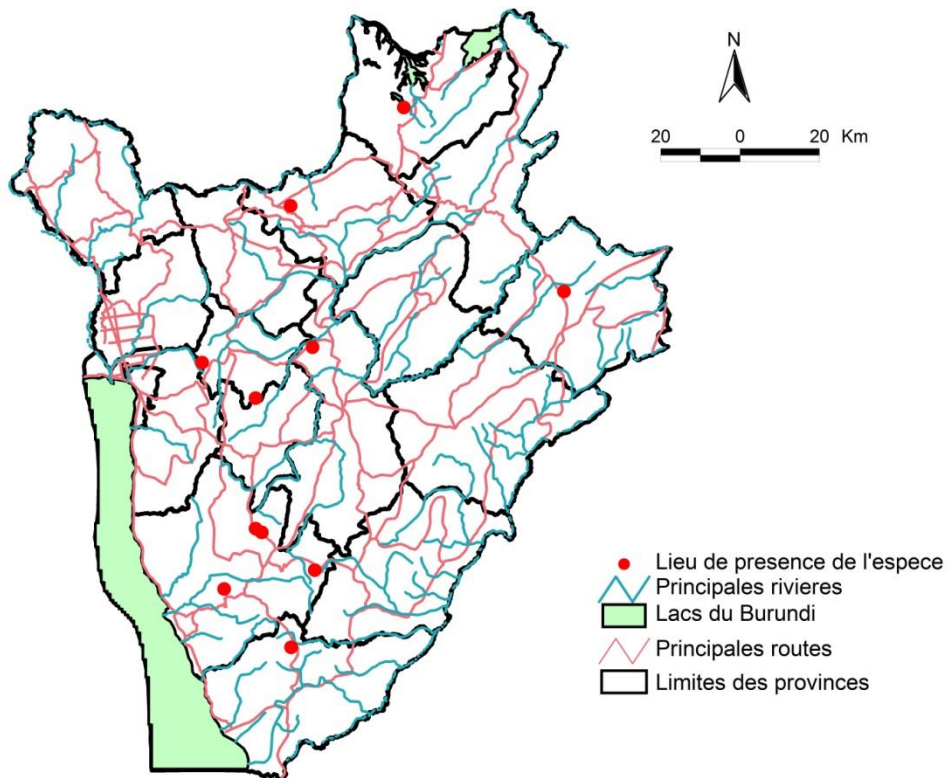 N
20 0 20 Km
Lieu de presence de l'espece
Principales rivieres
Lacs du Burundi
Principales routes
Limites des provinces